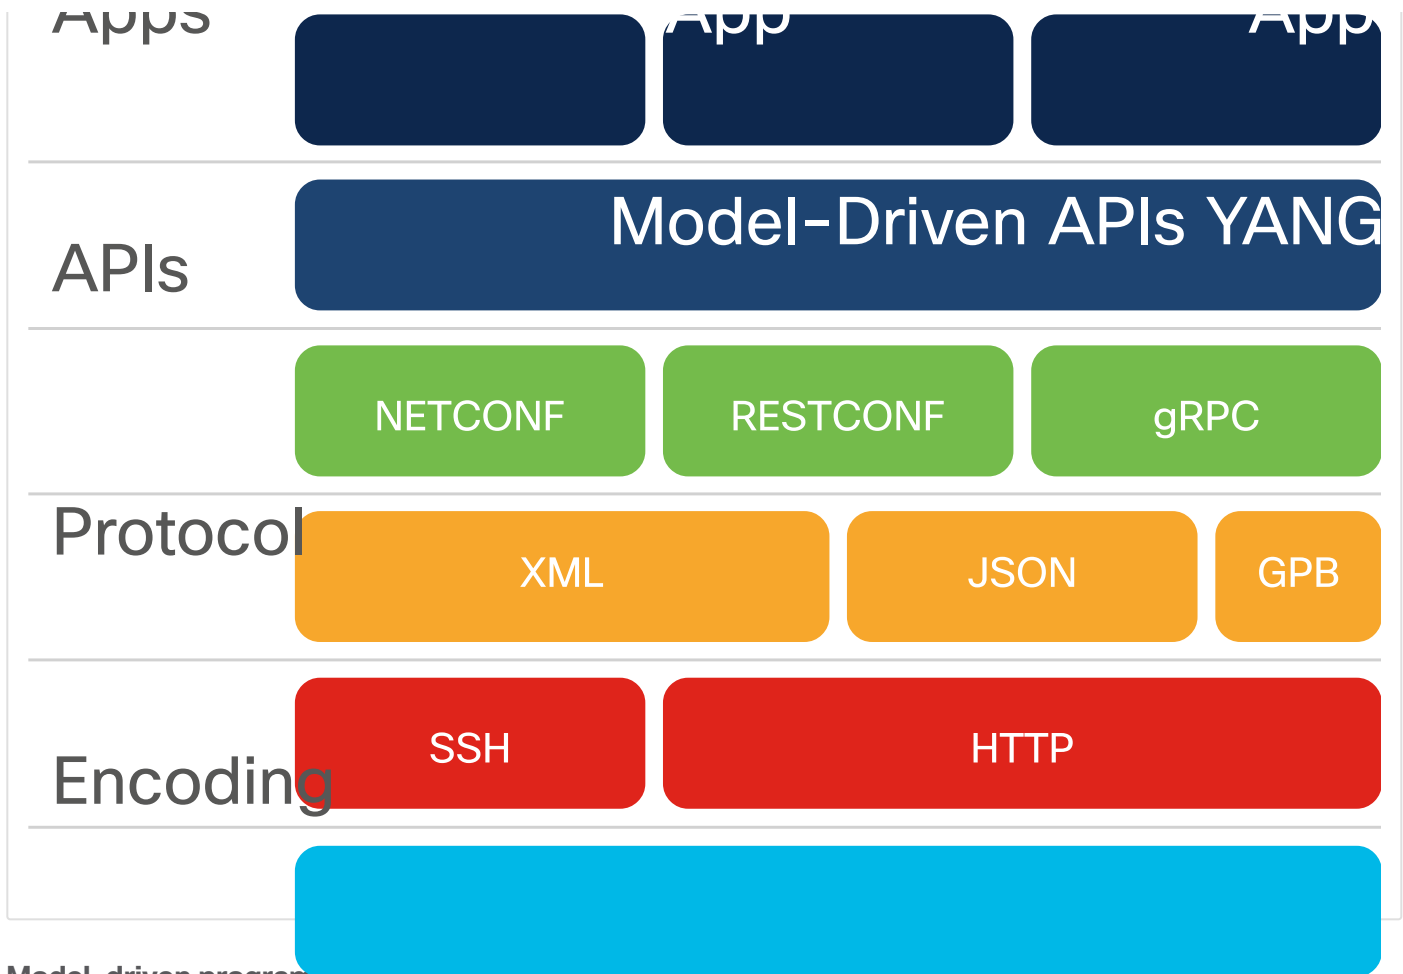 Apps App App
Model-Driven APIs YANG
APIs
NETCONF RESTCONF gRPC
Protocol
XML JSON GPB
SSH HTTP
Encoding